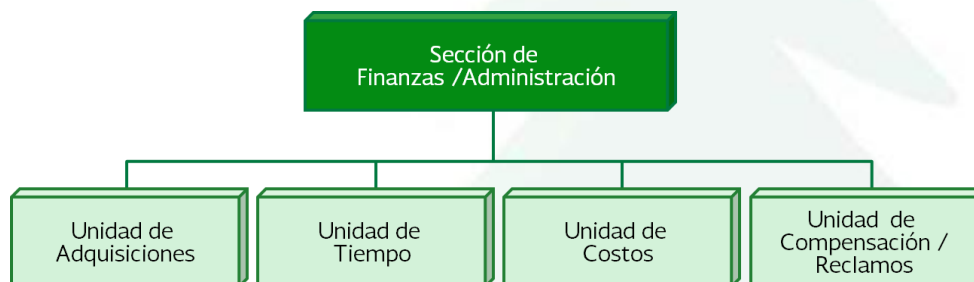 Sección de
Finanzas /Administración
Unidad de
Adquisiciones
Unidad de
Tiempo
Unidad de
Costos
Unidad de
Compensación /
Reclamos